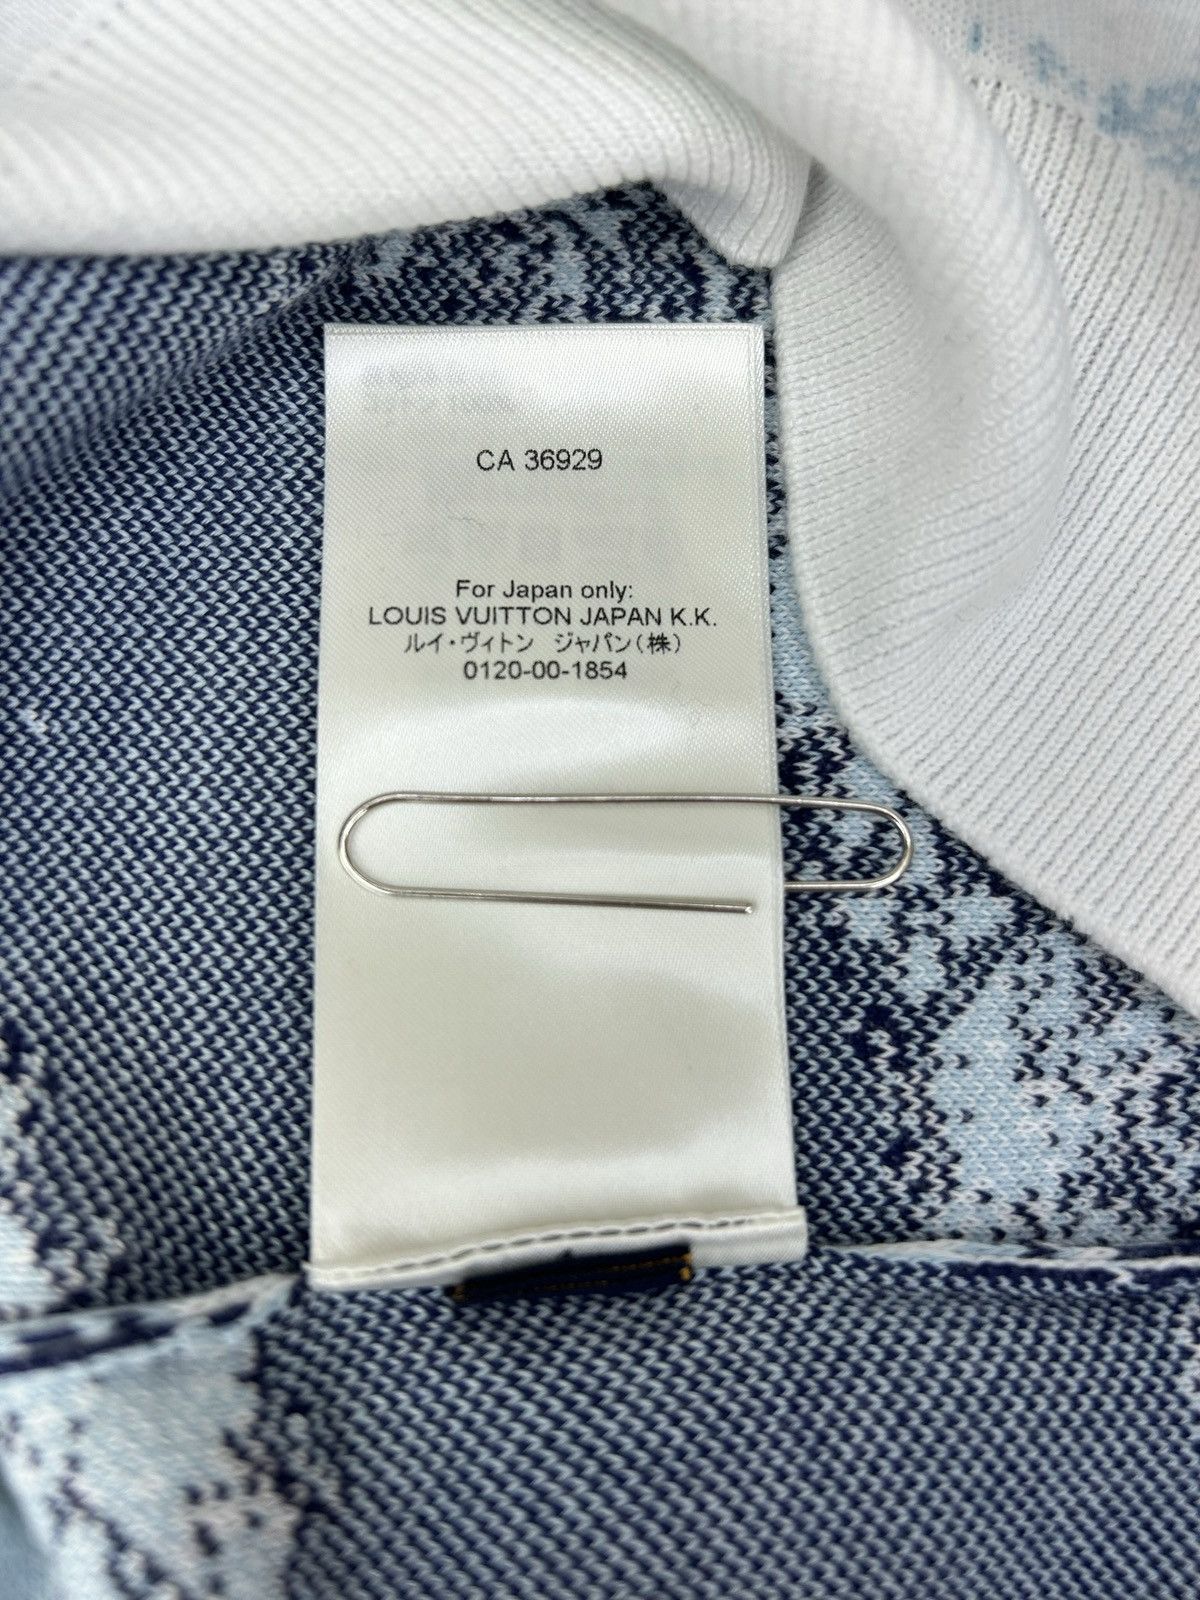 CA 36929
For Japan only:
LOUIS VUITTON JAPAN K.K.
ルイ・ヴィトン ジャパン(株)
0120-00-1854